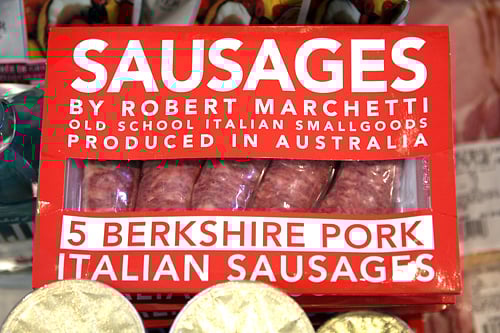 SAUSAGES
BY ROBERT MARCHETTI
OLD SCHOOL ITALIAN SMALLGOODS
PRODUCED IN AUSTRALIA
5 BERKSHIRE PORK
ITALIAN SAUSAGES